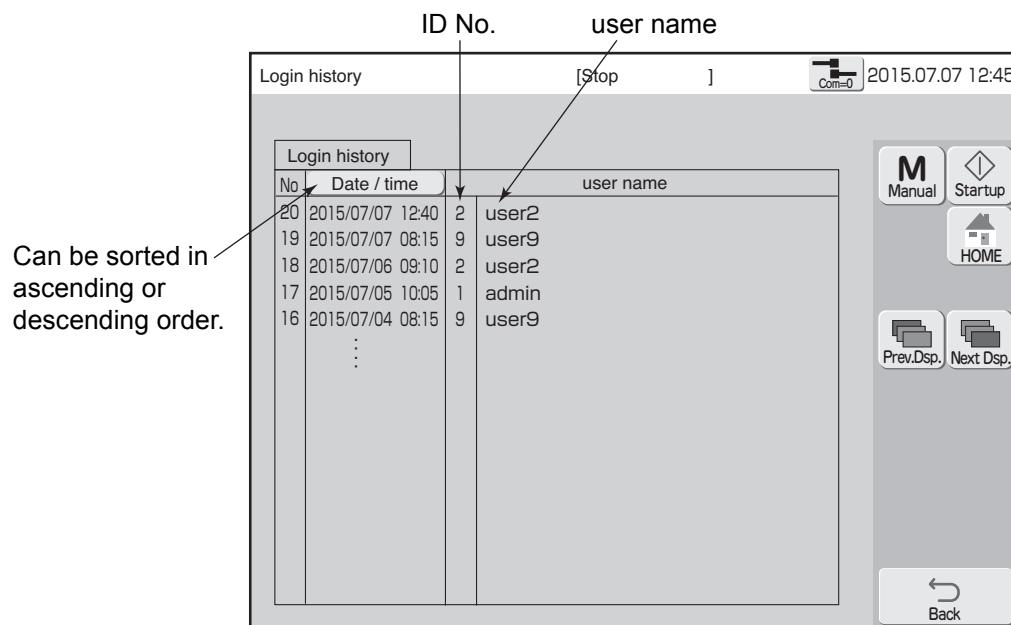 ID No. user name
Login history [Stop ] Com=0 2015.07.07 12:45
Login history
No Date / time user name
20 2015/07/07 12:40 2 user2
19 2015/07/07 08:15 9 user9
18 2015/07/06 09:10 2 user2
17 2015/07/05 10:05 1 admin
16 2015/07/04 08:15 9 user9
Can be sorted in
ascending or
descending order.
M
Manual Startup
HOME
Prev.Dsp. Next Dsp.
Back